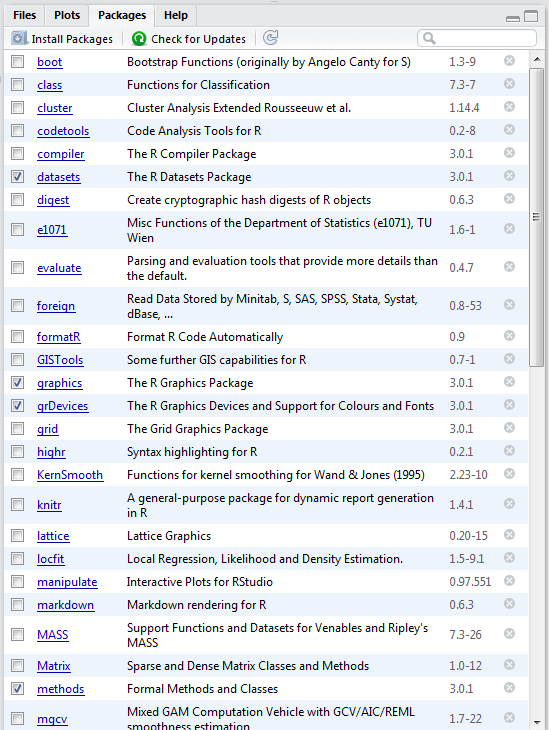 Files Plots Packages Help
Install Packages Check for Updates
boot Bootstrap Functions (originally by Angelo Canty for S) 1.3-9
class Functions for Classification 7.3-7
cluster Cluster Analysis Extended Rousseeuw et al. 1.14.4
codetools Code Analysis Tools for R 0.2-8
compiler The R Compiler Package 3.0.1
datasets The R Datasets Package 3.0.1
digest Create cryptographic hash digests of R objects 0.6.3
e1071 Misc Functions of the Department of Statistics (e1071), TU 1.6-1
Wien
evaluate Parsing and evaluation tools that provide more details than 0.4.7
the default.
foreign Read Data Stored by Minitab, S, SAS, SPSS, Stata, Systat, 0.8-53
dBase, ...
formatR Format R Code Automatically 0.9
GISTools Some further GIS capabilities for R 0.7-1
graphics The R Graphics Package 3.0.1
grDevices The R Graphics Devices and Support for Colours and Fonts 3.0.1
grid The Grid Graphics Package 3.0.1
highr Syntax highlighting for R 0.2.1
KernSmooth Functions for kernel smoothing for Wand & Jones (1995) 2.23-10
knitr A general-purpose package for dynamic report generation 1.4.1
in R
lattice Lattice Graphics 0.20-15
locfit Local Regression, Likelihood and Density Estimation. 1.5-9.1
manipulate Interactive Plots for RStudio 0.97.551
markdown Markdown rendering for R 0.6.3
MASS Support Functions and Datasets for Venables and Ripley's 7.3-26
MASS
Matrix Sparse and Dense Matrix Classes and Methods 1.0-12
methods Formal Methods and Classes 3.0.1
mgcv Mixed GAM Computation Vehicle with GCV/AIC/REML 1.7-22
smoothness estimation